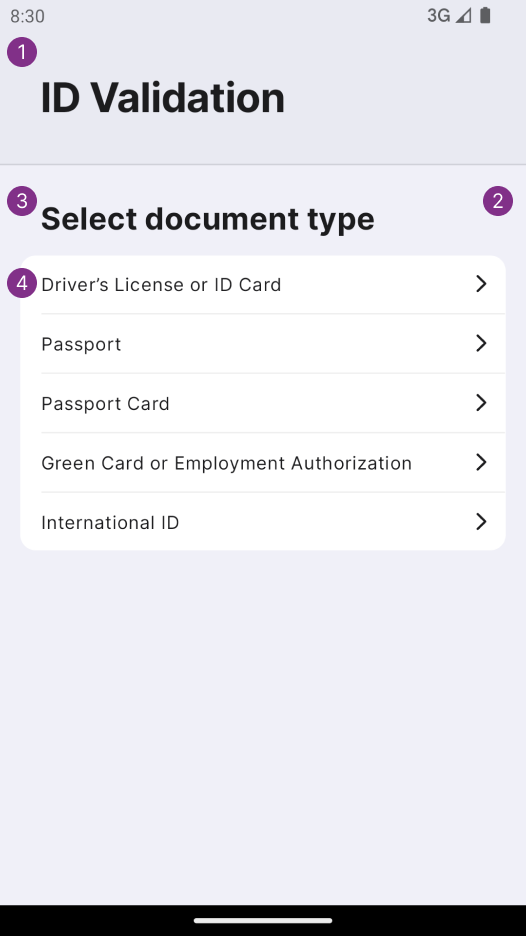 8:30 3G
1
ID Validation
3 2
Select document type
4 Driver’s License or ID Card
Passport
Passport Card
Green Card or Employment Authorization
International ID